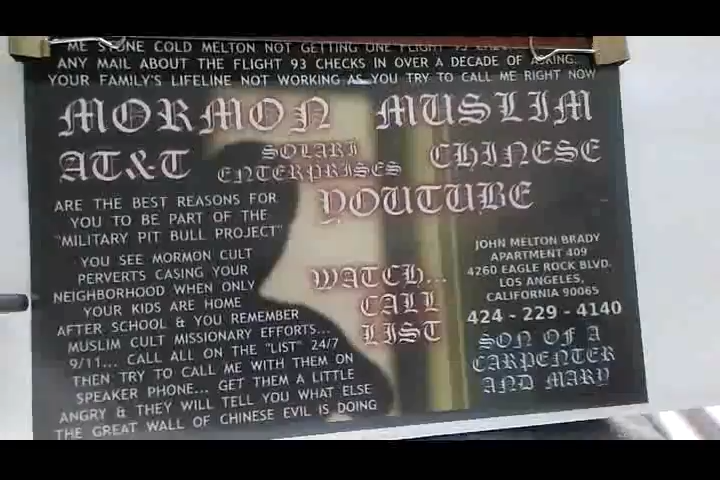 ME STONE COLD MELTON NOT GETTING ONE FLIGHT 93
ANY MAIL ABOUT THE FLIGHT 93 CHECKS IN OVER A DECADE OF ASKING..
YOUR FAMILY'S LIFELINE NOT WORKING AS YOU TRY TO CALL ME RIGHT NOW
MORMON MUSLIM
AT&T SOLARI ENTERPRISES CHINESE
YOUTUBE
ARE THE BEST REASONS FOR
YOU TO BE PART OF THE
"MILITARY PIT BULL PROJECT"
YOU SEE MORMON CULT
PERVERTS CASING YOUR
NEIGHBORHOOD WHEN ONLY
YOUR KIDS ARE HOME
AFTER SCHOOL & YOU REMEMBER
MUSLIM CULT MISSIONARY EFFORTS...
9/11... CALL ALL ON THE "LIST" 24/7
THEN TRY TO CALL ME WITH THEM ON
SPEAKER PHONE... GET THEM A LITTLE
ANGRY & THEY WILL TELL YOU WHAT ELSE
THE GREAT WALL OF CHINESE EVIL IS DOING
WATCH...
CALL
LIST
JOHN MELTON BRADY
APARTMENT 409
4260 EAGLE ROCK BLVD.
LOS ANGELES,
CALIFORNIA 90065
424 - 229 - 4140
SON OF A
CARPENTER
AND MARY